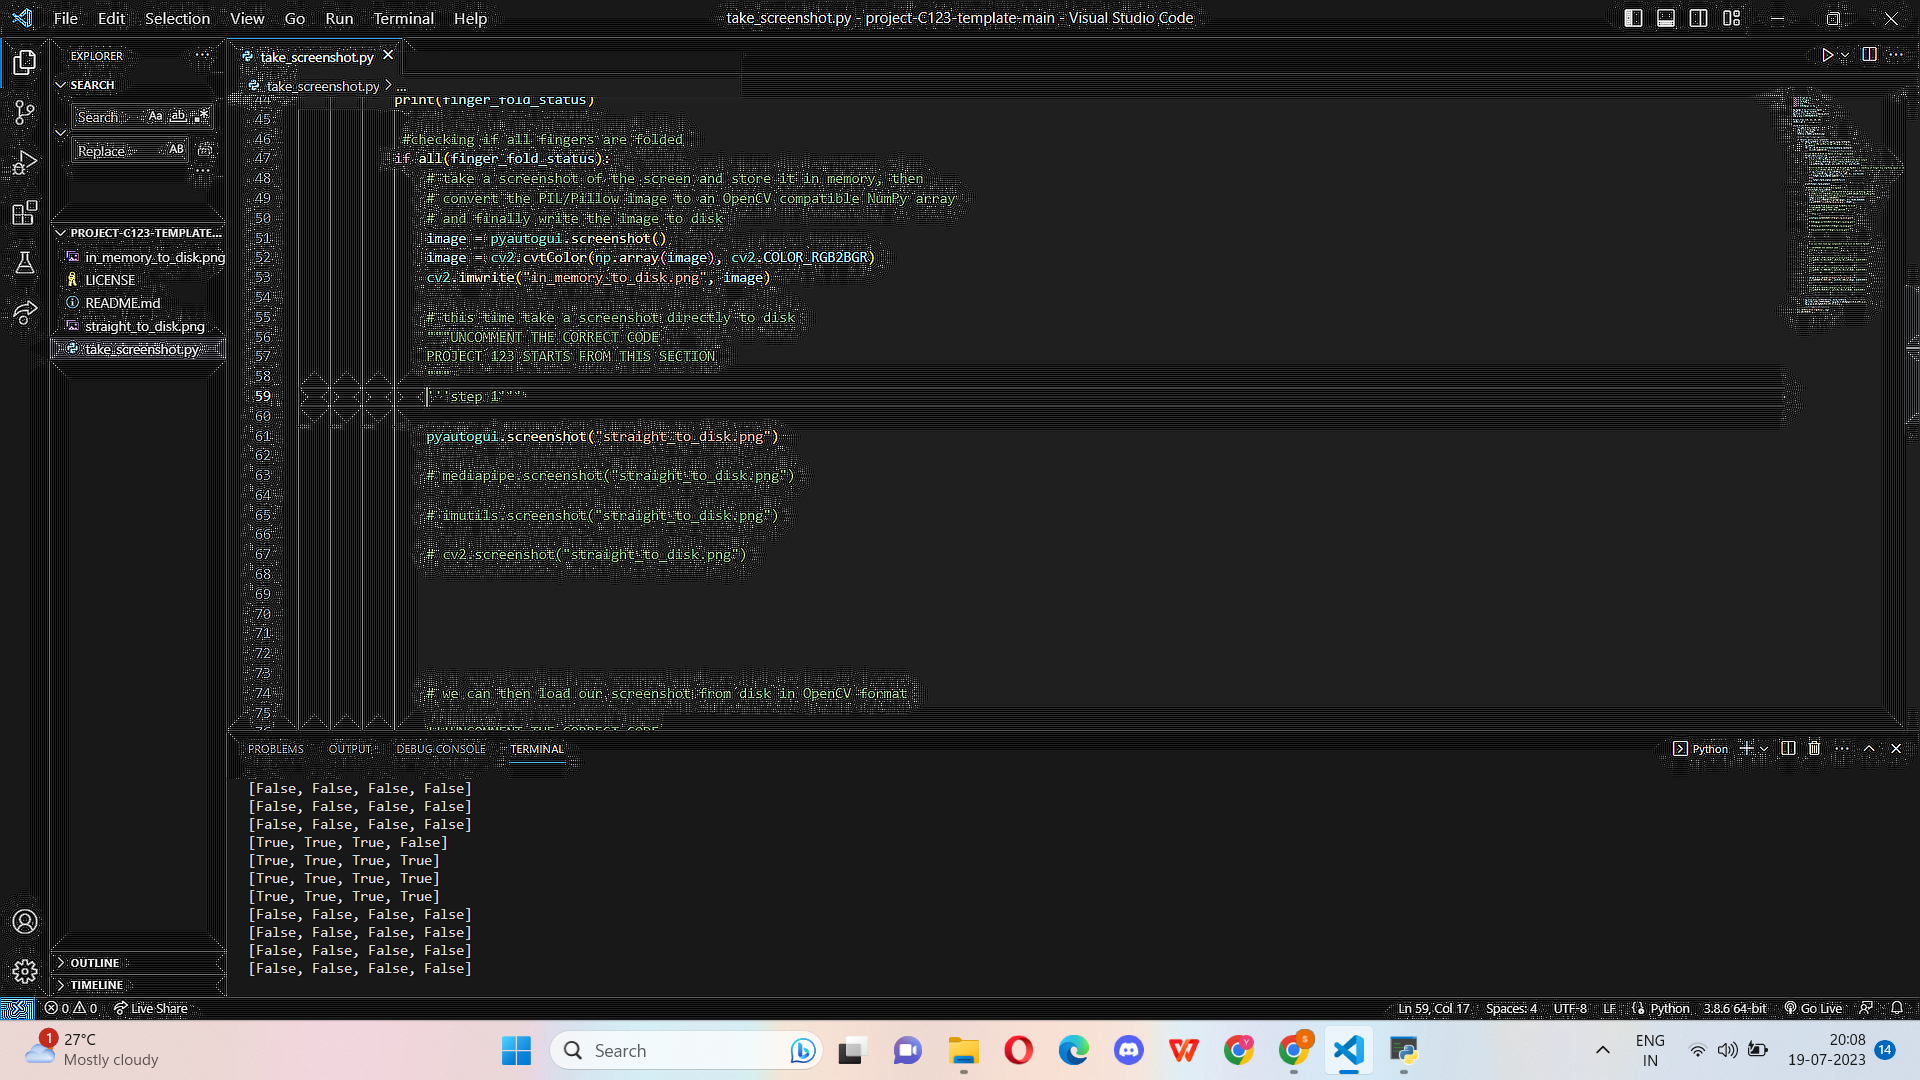 File Edit Selection View Go Run Terminal Help
take_screenshot.py - project-C123-template-main - Visual Studio Code
EXPLORER
SEARCH
Search Aa ab .*
Replace AB
PROJECT-C123-TEMPLATE...
in_memory_to_disk.png
LICENSE
README.md
straight_to_disk.png
take_screenshot.py
OUTLINE
TIMELINE
take_screenshot.py
take_screenshot.py > ...
44 print(finger_fold_status)
45
46 #checking if all fingers are folded
47 if all(finger_fold_status):
48 # take a screenshot of the screen and store it in memory, then
49 # convert the PIL/Pillow image to an OpenCV compatible NumPy array
50 # and finally write the image to disk
51 image = pyautogui.screenshot()
52 image = cv2.cvtColor(np.array(image), cv2.COLOR_RGB2BGR)
53 cv2.imwrite("in_memory_to_disk.png", image)
54
55 # this time take a screenshot directly to disk
56 """UNCOMMENT THE CORRECT CODE
57 PROJECT 123 STARTS FROM THIS SECTION
58 """
59 '''step 1'''
60
61 pyautogui.screenshot("straight_to_disk.png")
62
63 # mediapipe.screenshot("straight_to_disk.png")
64
65 # imutils.screenshot("straight_to_disk.png")
66
67 # cv2.screenshot("straight_to_disk.png")
68
69
70
71
72
73
74 # we can then load our screenshot from disk in OpenCV format
75
76 UNCOMMENT THE CORRECT CODE
PROBLEMS OUTPUT DEBUG CONSOLE TERMINAL
Python
[False, False, False, False]
[False, False, False, False]
[False, False, False, False]
[True, True, True, False]
[True, True, True, True]
[True, True, True, True]
[True, True, True, True]
[False, False, False, False]
[False, False, False, False]
[False, False, False, False]
[False, False, False, False]
0 0 Live Share
Ln 59, Col 17 Spaces: 4 UTF-8 LF Python 3.8.6 64-bit Go Live
1 27°C
Mostly cloudy
Search
ENG
IN
20:08
19-07-2023
14